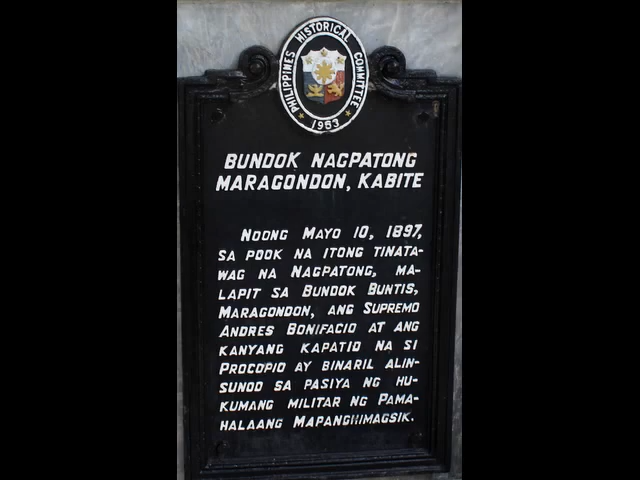 PHILIPPINES HISTORICAL COMMITTEE
1953
BUNDOK NAGPATONG
MARAGONDON, KABITE
NOONG MAYO 10, 1897,
SA POOK NA ITONG TINATA-
WAG NA NAGPATONG, MA-
LAPIT SA BUNDOK BUNTIS,
MARAGONDON, ANG SUPREMO
ANDRES BONIFACIO AT ANG
KANYANG KAPATID NA SI
PROCOPIO AY BINARIL ALIN-
SUNOD SA PASIYA NG HU-
KUMANG MILITAR NG PAMA-
HALAANG MAPANGHIMAGSIK.